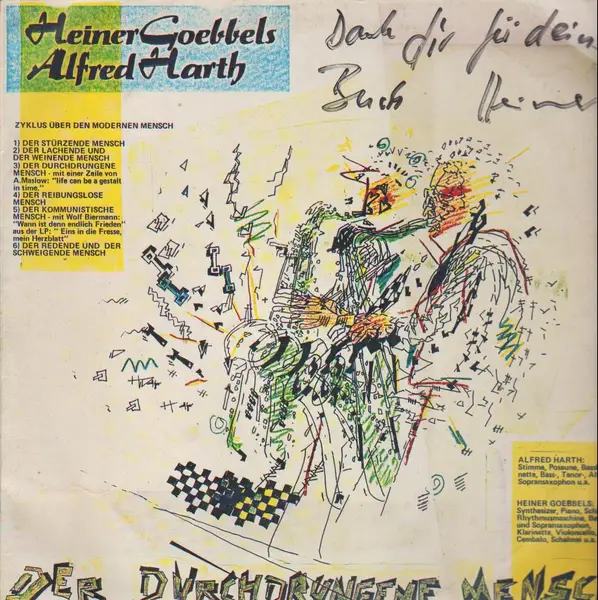 Heiner Goebbels
Alfred Harth
Dank dir für dein
Buch Heiner
ZYKLUS ÜBER DEN MODERNEN MENSCH
1) DER STÜRZENDE MENSCH
2) DER LACHENDE UND
DER WEINENDE MENSCH
3) DER DURCHDRUNGENE
MENSCH - mit einer Zeile von
A.Maslow: "life can be a gestalt
in time."
4) DER REIBUNGSLOSE
MENSCH
5) DER KOMMUNISTISCHE
MENSCH - mit Wolf Biermann:
"Wann ist denn endlich Frieden"
aus der LP: "Eins in die Fresse,
mein Herzblatt"
6) DER REDENDE UND DER
SCHWEIGENDE MENSCH
ALFRED HARTH:
Stimme, Posaune, Bassklari
nette, Bass-, Tenor-, Al
Sopransaxophon u.a.
HEINER GOEBBELS:
Synthesizer, Piano,
Rhythmusmaschine,
und Sopransaxophon,
Klarinette, Violoncello,
Cembalo, Schalmei u.a.
DER DURCHDRUNGENE MENSC